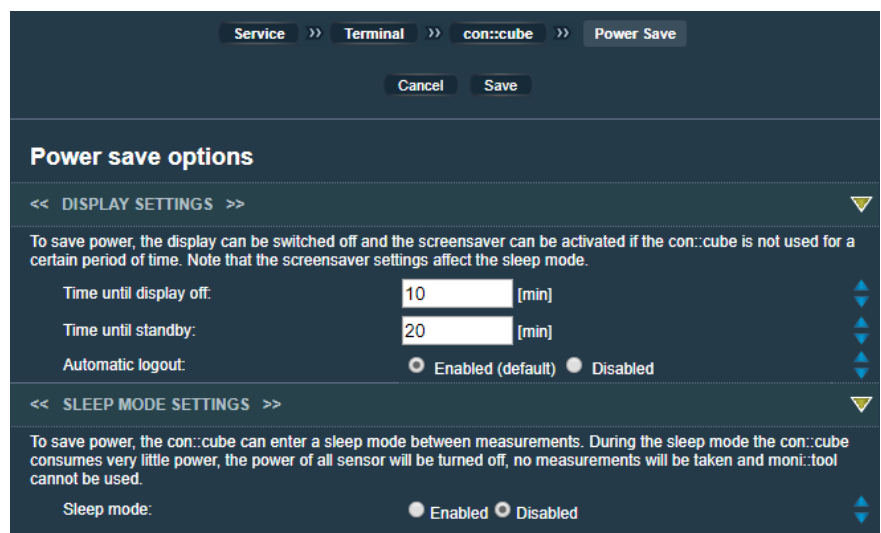 Service >> Terminal >> con::cube >> Power Save
Cancel Save
Power save options
<< DISPLAY SETTINGS >>
To save power, the display can be switched off and the screensaver can be activated if the con::cube is not used for a
certain period of time. Note that the screensaver settings affect the sleep mode.
Time until display off: 10 [min]
Time until standby: 20 [min]
Automatic logout: Enabled (default) Disabled
<< SLEEP MODE SETTINGS >>
To save power, the con::cube can enter a sleep mode between measurements. During the sleep mode the con::cube
consumes very little power, the power of all sensor will be turned off, no measurements will be taken and moni::tool
cannot be used.
Sleep mode: Enabled Disabled